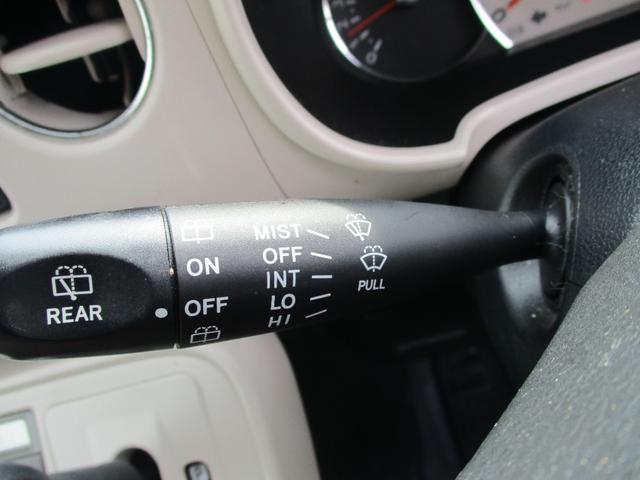 REAR
ON
OFF
MIST
OFF
INT
LO
HI
PULL